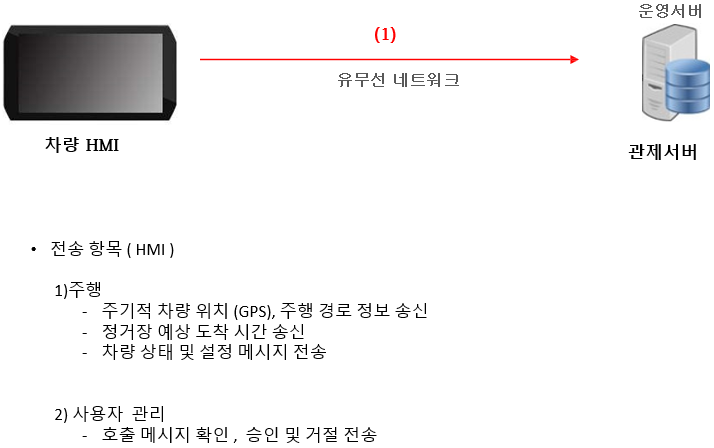 운영서버
(1)
유무선 네트워크
차량 HMI
관제서버
• 전송 항목 ( HMI )
1)주행
- 주기적 차량 위치 (GPS), 주행 경로 정보 송신
- 정거장 예상 도착 시간 송신
- 차량 상태 및 설정 메시지 전송
2) 사용자 관리
- 호출 메시지 확인 , 승인 및 거절 전송